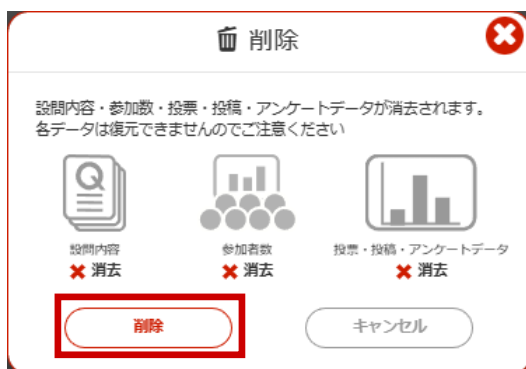 削除
設問内容・参加数・投票・投稿・アンケートデータが消去されます。
各データは復元できませんのでご注意ください
Q
設問内容
参加者数
投票・投稿・アンケートデータ
消去
消去
消去
削除
キャンセル